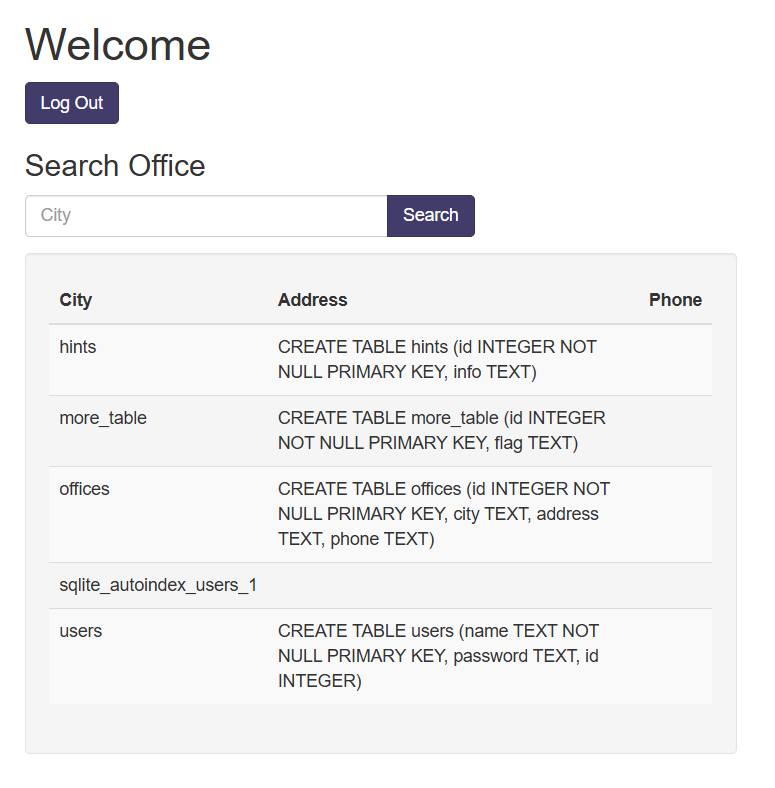 Welcome
Log Out
Search Office
City Search
City Address Phone
hints CREATE TABLE hints (id INTEGER NOT
NULL PRIMARY KEY, info TEXT)
more_table CREATE TABLE more_table (id INTEGER
NOT NULL PRIMARY KEY, flag TEXT)
offices CREATE TABLE offices (id INTEGER NOT
NULL PRIMARY KEY, city TEXT, address
TEXT, phone TEXT)
sqlite_autoindex_users_1
users CREATE TABLE users (name TEXT NOT
NULL PRIMARY KEY, password TEXT, id
INTEGER)